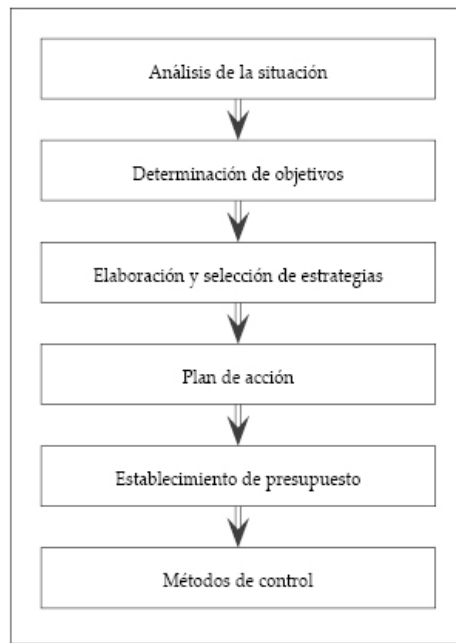 Análisis de la situación
Determinación de objetivos
Elaboración y selección de estrategias
Plan de acción
Establecimiento de presupuesto
Métodos de control